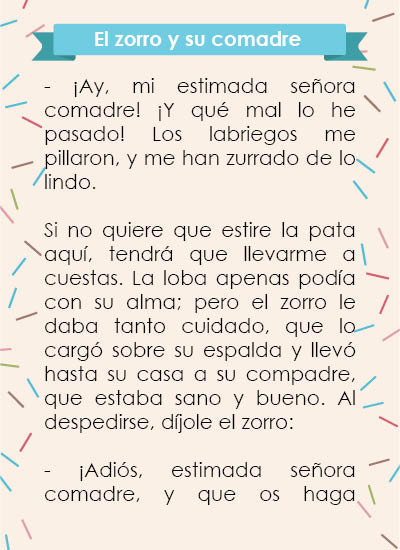 El zorro y su comadre
- ¡Ay, mi estimada señora
comadre! ¡Y qué mal lo he
pasado! Los labriegos me
pillaron, y me han zurrado de lo
lindo.
Si no quiere que estire la pata
aquí, tendrá que llevarme a
cuestas. La loba apenas podía
con su alma; pero el zorro le
daba tanto cuidado, que lo
cargó sobre su espalda y llevó
hasta su casa a su compadre,
que estaba sano y bueno. Al
despedirse, díjole el zorro:
- ¡Adiós, estimada señora
comadre, y que os haga